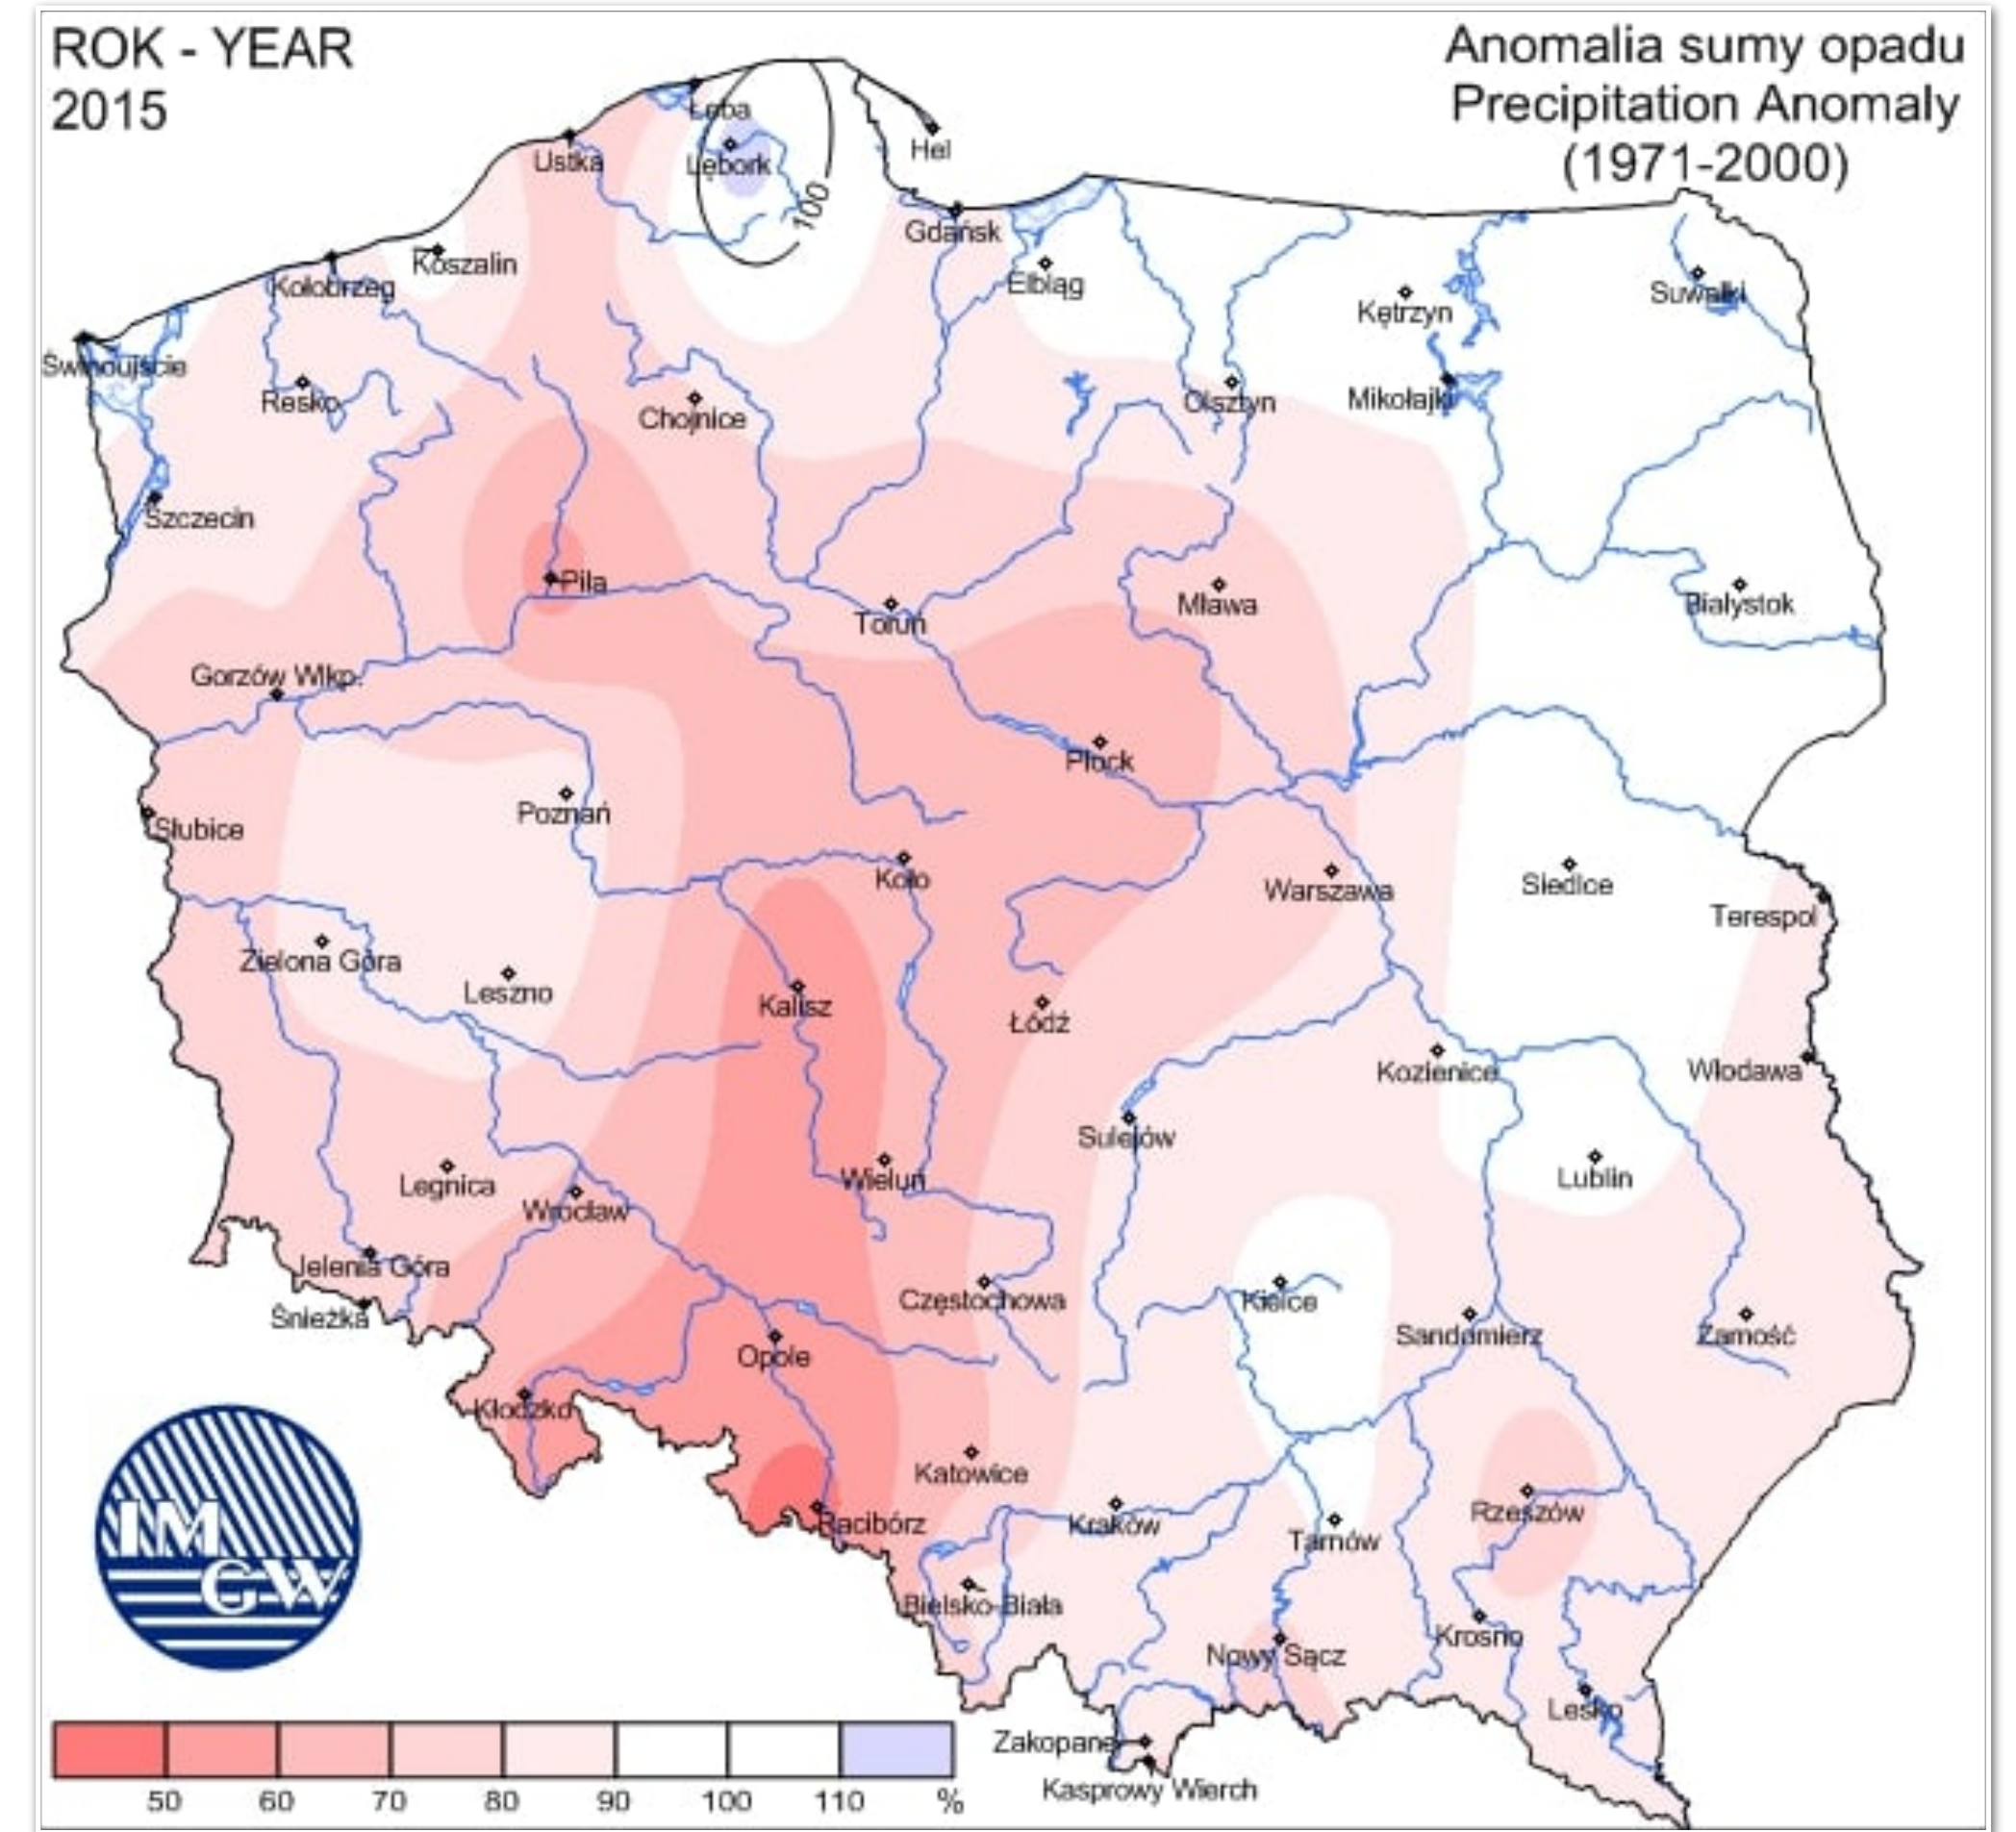 ROK - YEAR
2015
Anomalia sumy opadu
Precipitation Anomaly
(1971-2000)
Łeba
Hel
Ustka
Lębork
100
Gdańsk
Koszalin
Elbląg
Kołobrzeg
Suwałki
Kętrzyn
Świnoujście
Resko
Chojnice
Olsztyn
Mikołajki
Szczecin
Piła
Toruń
Mława
Białystok
Gorzów Wlkp.
Płock
Poznań
Słubice
Koło
Warszawa
Siedlce
Terespol
Zielona Góra
Leszno
Kalisz
Łódź
Kozienice
Włodawa
Sulejów
Legnica
Wieluń
Lublin
Wrocław
Jelenia Góra
Śnieżka
Częstochowa
Kielce
Sandomierz
Zamość
Opole
Kłodzko
Katowice
Racibórz
Kraków
Tarnów
Rzeszów
IM
GW
Bielsko-Biała
Nowy Sącz
Krosno
Lesko
Zakopane
Kasprowy Wierch
50 60 70 80 90 100 110 %